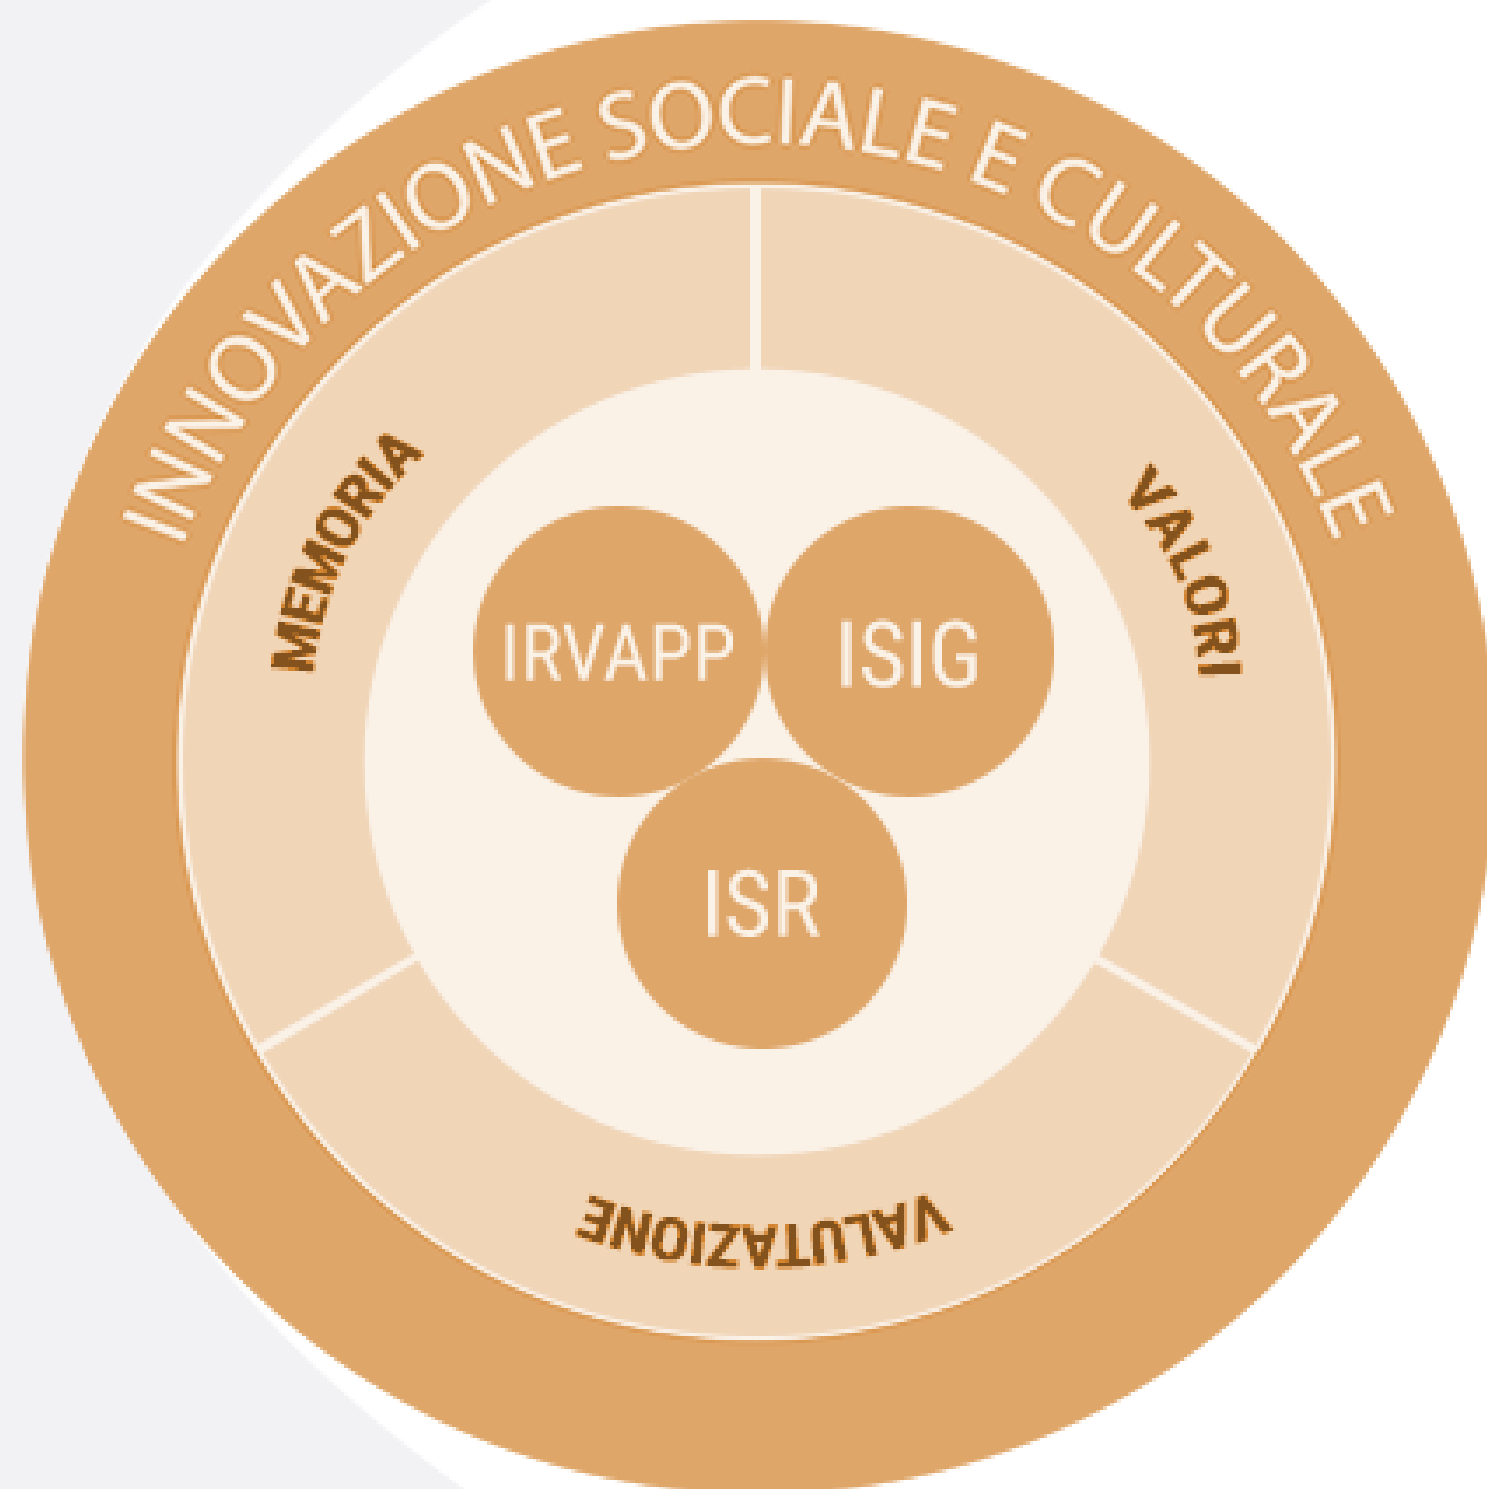 INNOVAZIONE SOCIALE E CULTURALE
MEMORIA
VALORI
IRVAPP
ISIG
ISR
VALUTAZIONE